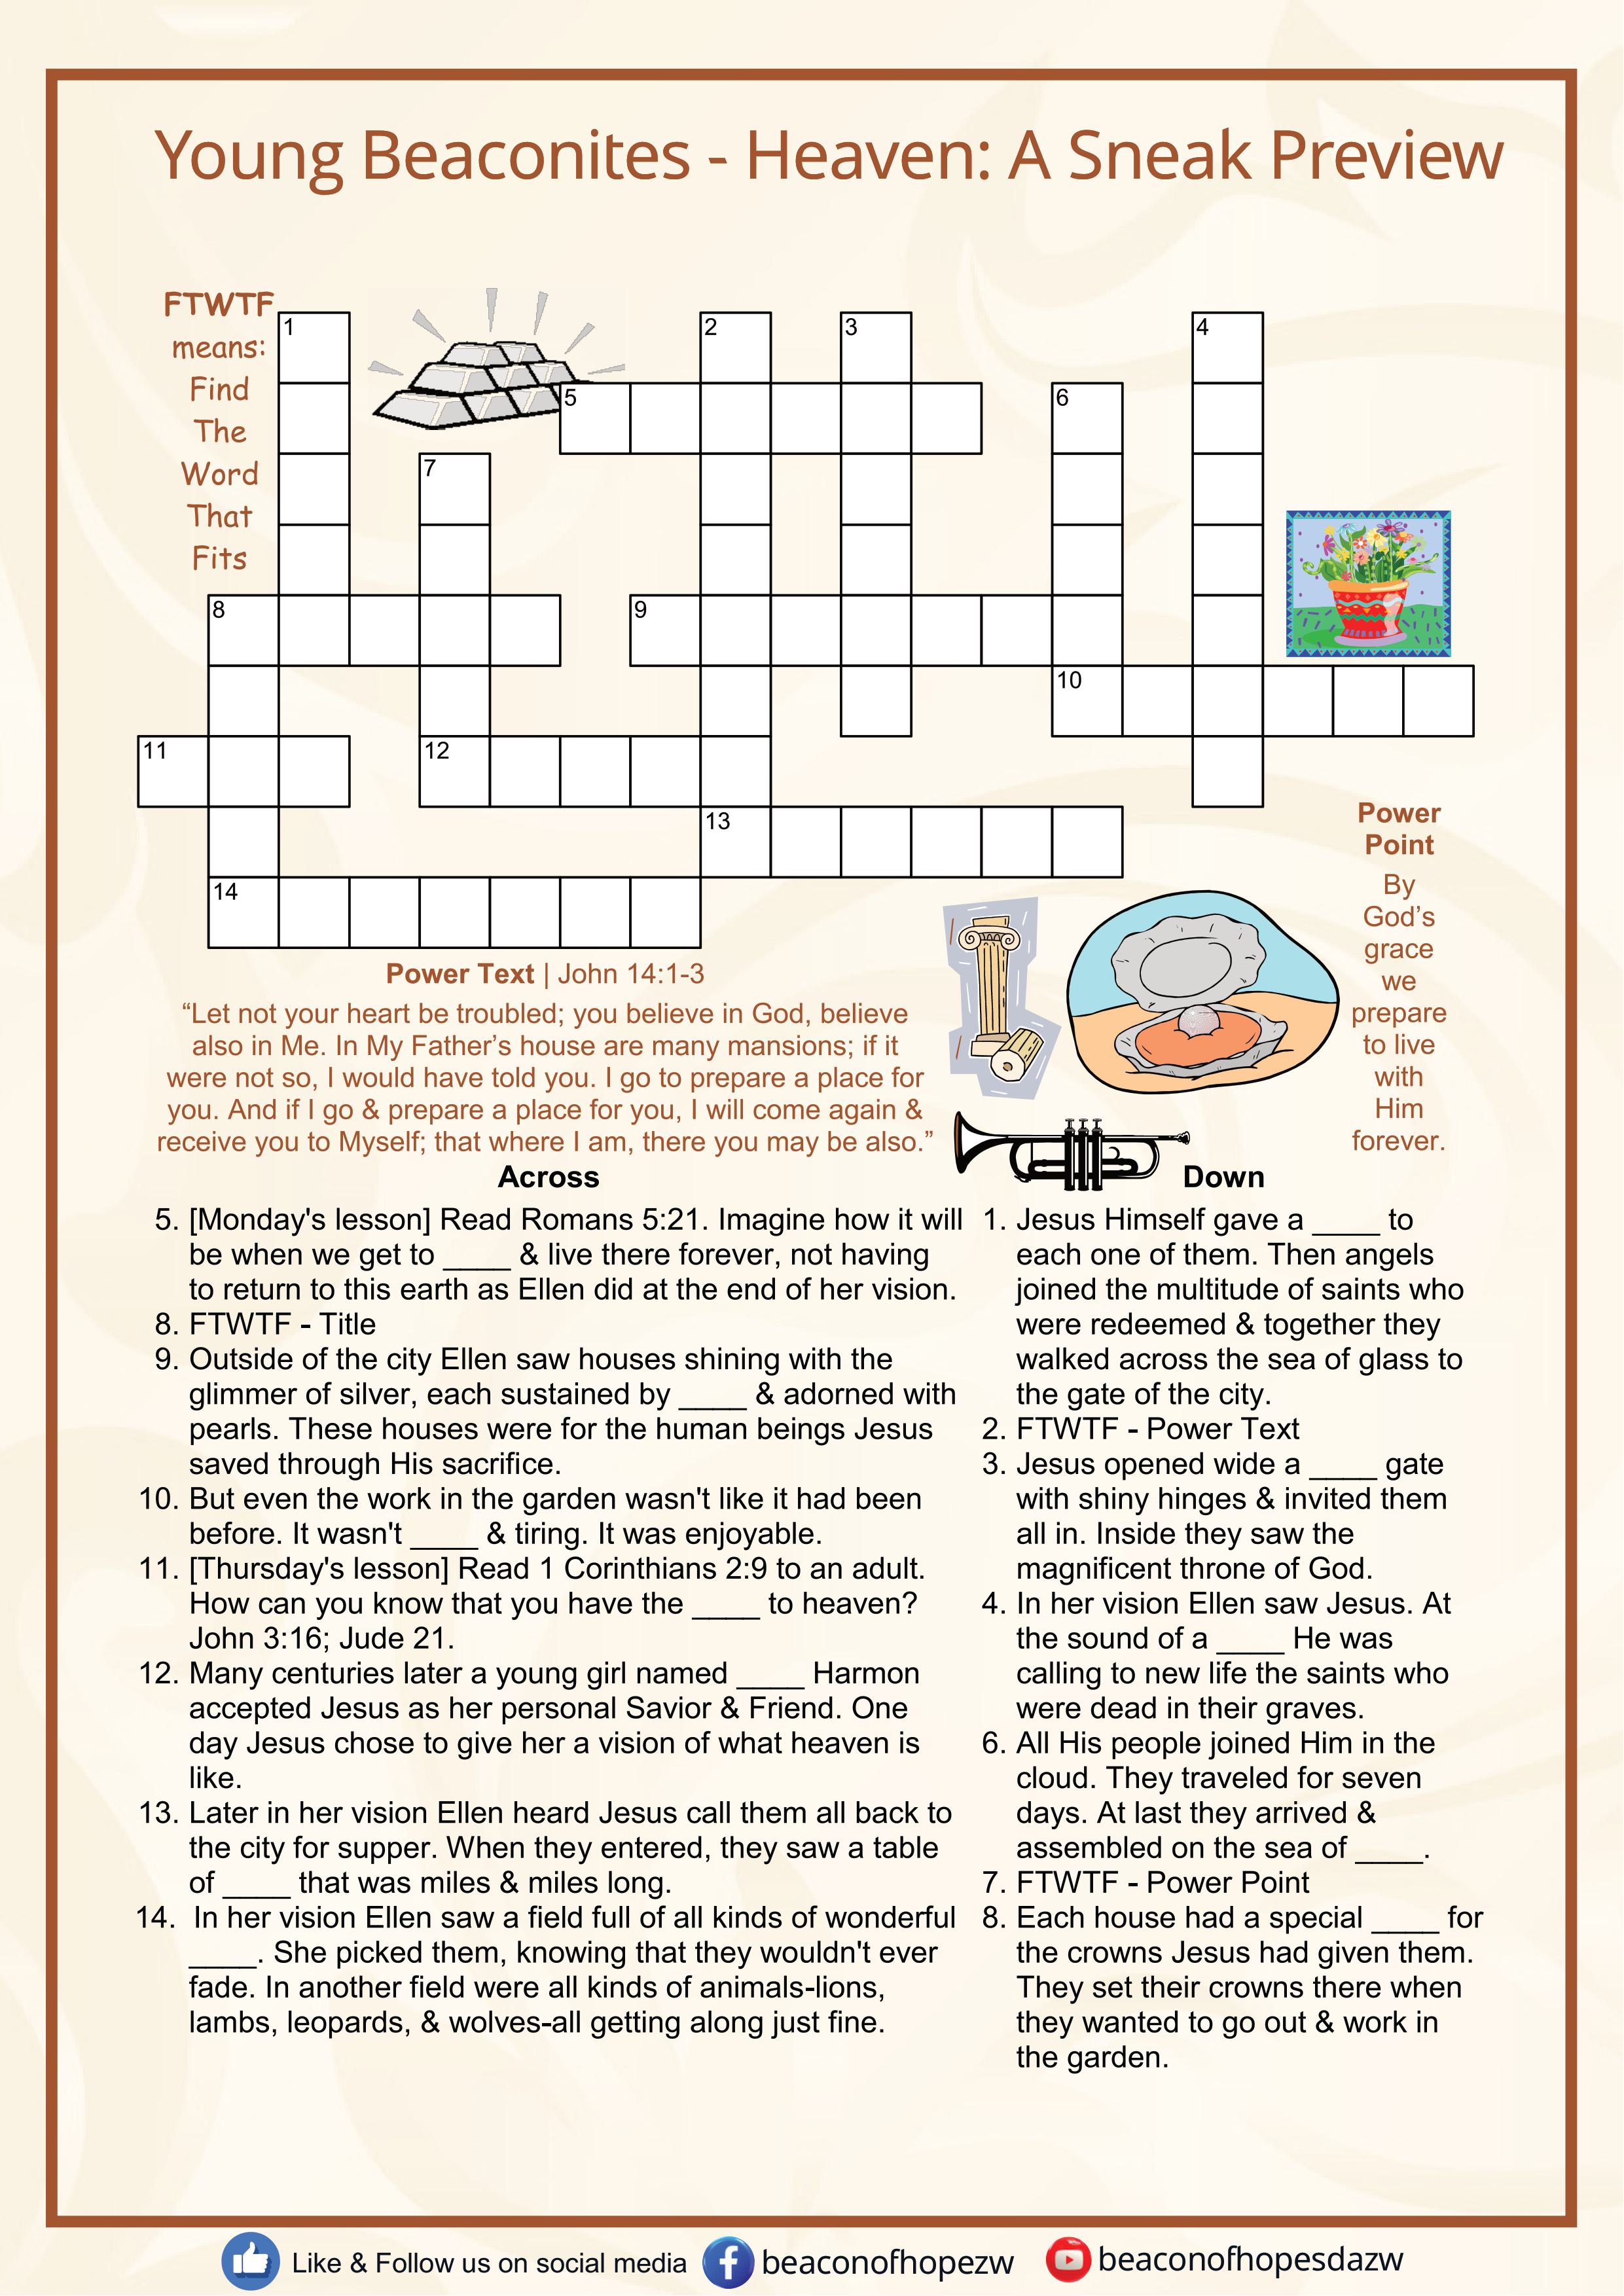 Young Beaconites - Heaven: A Sneak Preview
FTWTF
means:
Find
The
Word
That
Fits
1
2
3
4
5
6
7
8
9
10
11
12
13
14
Power Text | John 14:1-3
“Let not your heart be troubled; you believe in God, believe
also in Me. In My Father’s house are many mansions; if it
were not so, I would have told you. I go to prepare a place for
you. And if I go & prepare a place for you, I will come again &
receive you to Myself; that where I am, there you may be also.”
Power
Point
By
God’s
grace
we
prepare
to live
with
Him
forever.
Across
5. [Monday's lesson] Read Romans 5:21. Imagine how it will
be when we get to ____ & live there forever, not having
to return to this earth as Ellen did at the end of her vision.
8. FTWTF - Title
9. Outside of the city Ellen saw houses shining with the
glimmer of silver, each sustained by ____ & adorned with
pearls. These houses were for the human beings Jesus
saved through His sacrifice.
10. But even the work in the garden wasn't like it had been
before. It wasn't ____ & tiring. It was enjoyable.
11. [Thursday's lesson] Read 1 Corinthians 2:9 to an adult.
How can you know that you have the ____ to heaven?
John 3:16; Jude 21.
12. Many centuries later a young girl named ____ Harmon
accepted Jesus as her personal Savior & Friend. One
day Jesus chose to give her a vision of what heaven is
like.
13. Later in her vision Ellen heard Jesus call them all back to
the city for supper. When they entered, they saw a table
of ____ that was miles & miles long.
14. In her vision Ellen saw a field full of all kinds of wonderful
____. She picked them, knowing that they wouldn't ever
fade. In another field were all kinds of animals-lions,
lambs, leopards, & wolves-all getting along just fine.
Down
1. Jesus Himself gave a ____ to
each one of them. Then angels
joined the multitude of saints who
were redeemed & together they
walked across the sea of glass to
the gate of the city.
2. FTWTF - Power Text
3. Jesus opened wide a ____ gate
with shiny hinges & invited them
all in. Inside they saw the
magnificent throne of God.
4. In her vision Ellen saw Jesus. At
the sound of a ____ He was
calling to new life the saints who
were dead in their graves.
6. All His people joined Him in the
cloud. They traveled for seven
days. At last they arrived &
assembled on the sea of ____.
7. FTWTF - Power Point
8. Each house had a special ____ for
the crowns Jesus had given them.
They set their crowns there when
they wanted to go out & work in
the garden.
Like & Follow us on social media
beaconofhopezw
beaconofhopesdazw